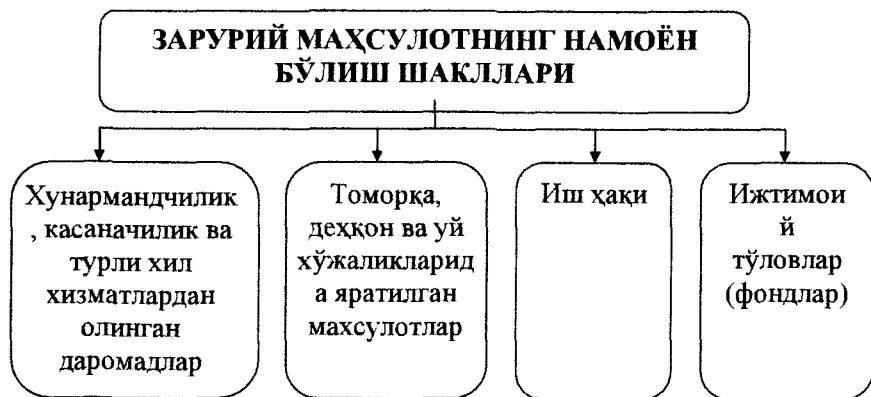 ЗАРУРИЙ МАҲСУЛОТНИНГ НАМОЁН
БЎЛИШ ШАКЛЛАРИ
Хунармандчилик
, касаначилик ва
турли хил
хизматлардан
олинган
даромадлар
Томорқа,
деҳқон ва уй
хўжаликларид
а яратилган
махсулотлар
Иш ҳақи
Ижтимои
й
тўловлар
(фондлар)